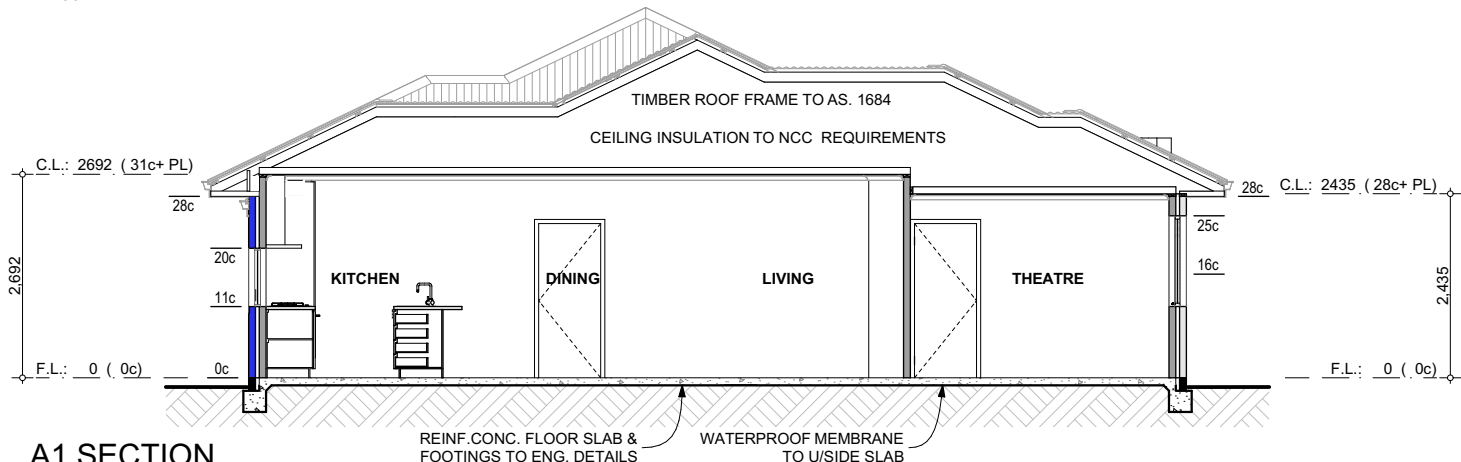 TIMBER ROOF FRAME TO AS. 1684
CEILING INSULATION TO NCC REQUIREMENTS
C.L.: 2692 ( 31c+ PL)
28c
28c
C.L.: 2435 ( 28c+ PL)
25c
20c
16c
KITCHEN
DINING
LIVING
THEATRE
2,692
2,435
11c
F.L.: 0 ( 0c)
0c
F.L.: 0 ( 0c)
REINF.CONC. FLOOR SLAB &
FOOTINGS TO ENG. DETAILS
WATERPROOF MEMBRANE
TO U/SIDE SLAB
A1 SECTION